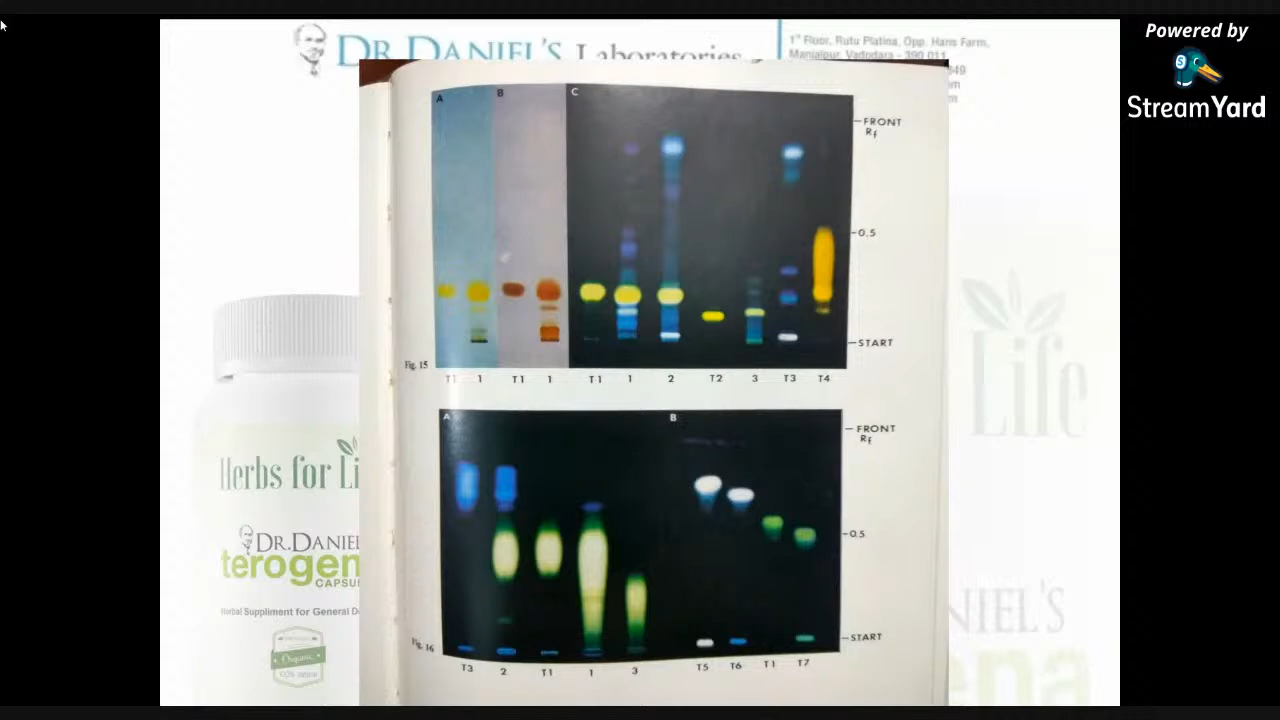 Powered by
StreamYard
DR. DANIEL'S Laboratories
1st Floor, Rutu Platina, Opp. Hans Farm,
Manjalpur, Vadodara - 390 011
A B C
FRONT
Rf
0.5
START
Fig. 15
T1 1 T1 1 T1 1 2 T2 3 T3 T4
A B
FRONT
Rf
0.5
START
Fig. 16
T3 2 T1 1 3 T5 T6 T1 T7
Herbs for Li
DR.DANIE
terogen
CAPSU
Herbal Suppliment for General D
Organic
Life
NIEL'S
ena